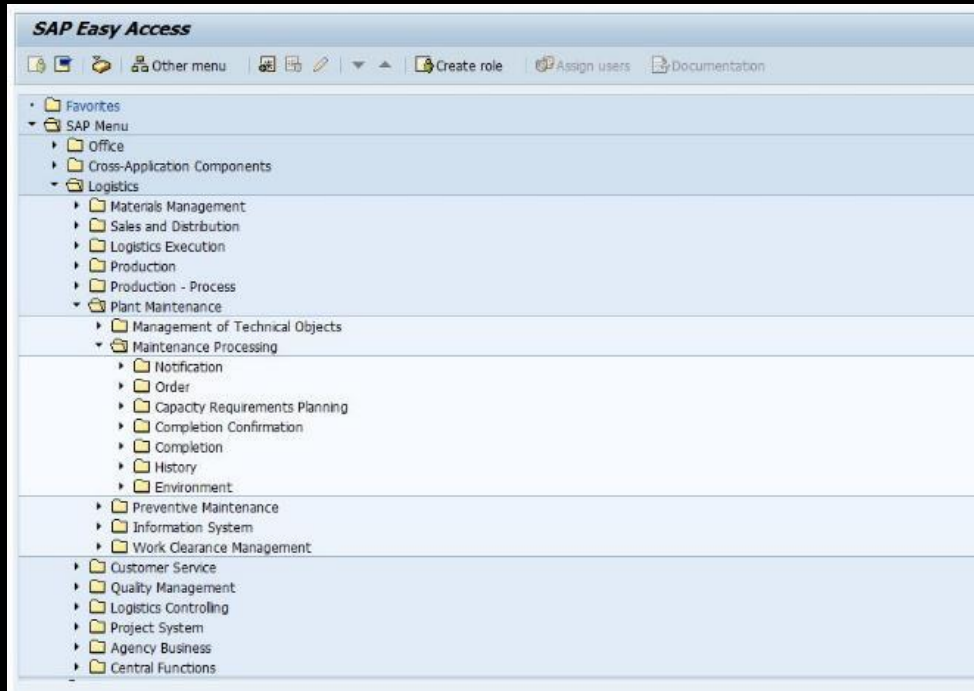 SAP Easy Access
Other menu Create role Assign users Documentation
Favorites
SAP Menu
Office
Cross-Application Components
Logistics
Materials Management
Sales and Distribution
Logistics Execution
Production
Production - Process
Plant Maintenance
Management of Technical Objects
Maintenance Processing
Notification
Order
Capacity Requirements Planning
Completion Confirmation
Completion
History
Environment
Preventive Maintenance
Information System
Work Clearance Management
Customer Service
Quality Management
Logistics Controlling
Project System
Agency Business
Central Functions